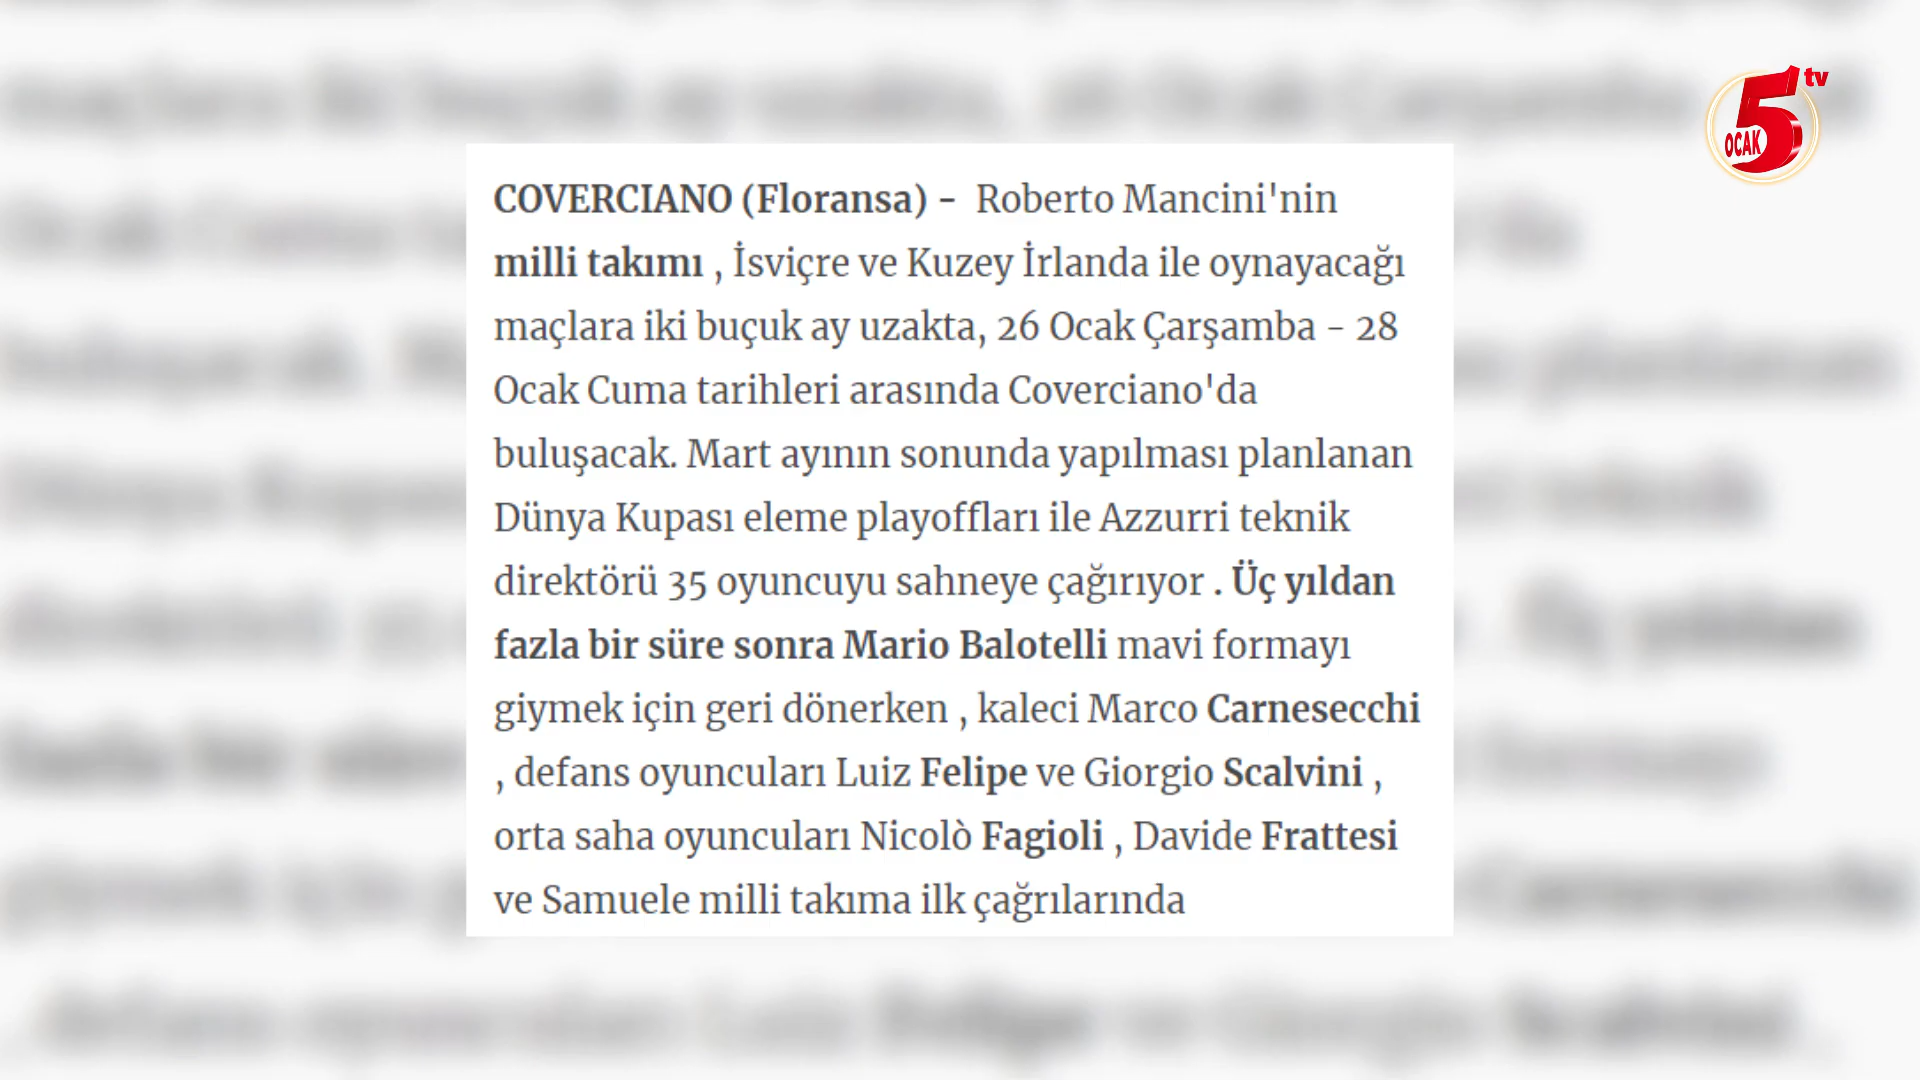 5 OCAK tv
COVERCIANO (Floransa) - Roberto Mancini'nin
milli takımı , İsviçre ve Kuzey İrlanda ile oynayacağı
maçlara iki buçuk ay uzakta, 26 Ocak Çarşamba - 28
Ocak Cuma tarihleri arasında Coverciano'da
buluşacak. Mart ayının sonunda yapılması planlanan
Dünya Kupası eleme playoffları ile Azzurri teknik
direktörü 35 oyuncuyu sahneye çağırıyor . Üç yıldan
fazla bir süre sonra Mario Balotelli mavi formayı
giymek için geri dönerken , kaleci Marco Carnesecchi
, defans oyuncuları Luiz Felipe ve Giorgio Scalvini ,
orta saha oyuncuları Nicolò Fagioli , Davide Frattesi
ve Samuele milli takıma ilk çağrılarında